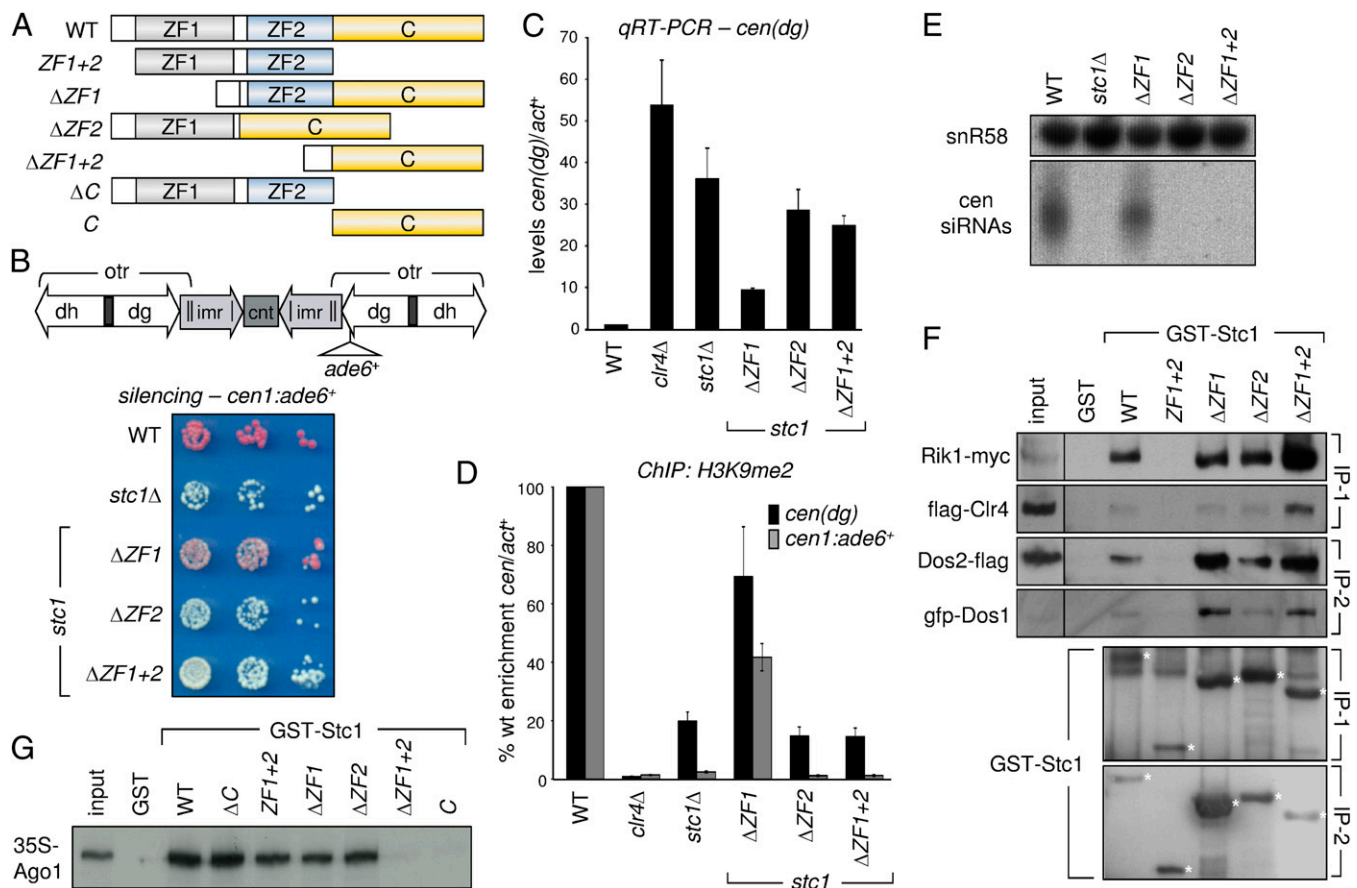 A
WT ZF1 ZF2 C
ZF1+2 ZF1 ZF2
ΔZF1 ZF2 C
ΔZF2 ZF1 C
ΔZF1+2 C
ΔC ZF1 ZF2
C C
B
otr otr
dh dg imr cnt imr dg dh
ade6+
silencing – cen1:ade6+
WT
stc1Δ
ΔZF1
ΔZF2
ΔZF1+2
stc1
C
qRT-PCR – cen(dg)
levels cen(dg)/act+
70
60
50
40
30
20
10
0
WT clr4Δ stc1Δ ΔZF1 ΔZF2 ΔZF1+2
stc1
D
ChIP: H3K9me2
% wt enrichment cen/act+
100
80
60
40
20
0
cen(dg)
cen1:ade6+
WT clr4Δ stc1Δ ΔZF1 ΔZF2 ΔZF1+2
stc1
E
WT stc1Δ ΔZF1 ΔZF2 ΔZF1+2
snR58
cen
siRNAs
F
GST-Stc1
input GST WT ZF1+2 ΔZF1 ΔZF2 ΔZF1+2
Rik1-myc
flag-Clr4
IP-1
Dos2-flag
gfp-Dos1
IP-2
GST-Stc1
* * * * *
IP-1
* * * * *
IP-2
G
GST-Stc1
input GST WT ΔC ZF1+2 ΔZF1 ΔZF2 ΔZF1+2 C
35S-
Ago1